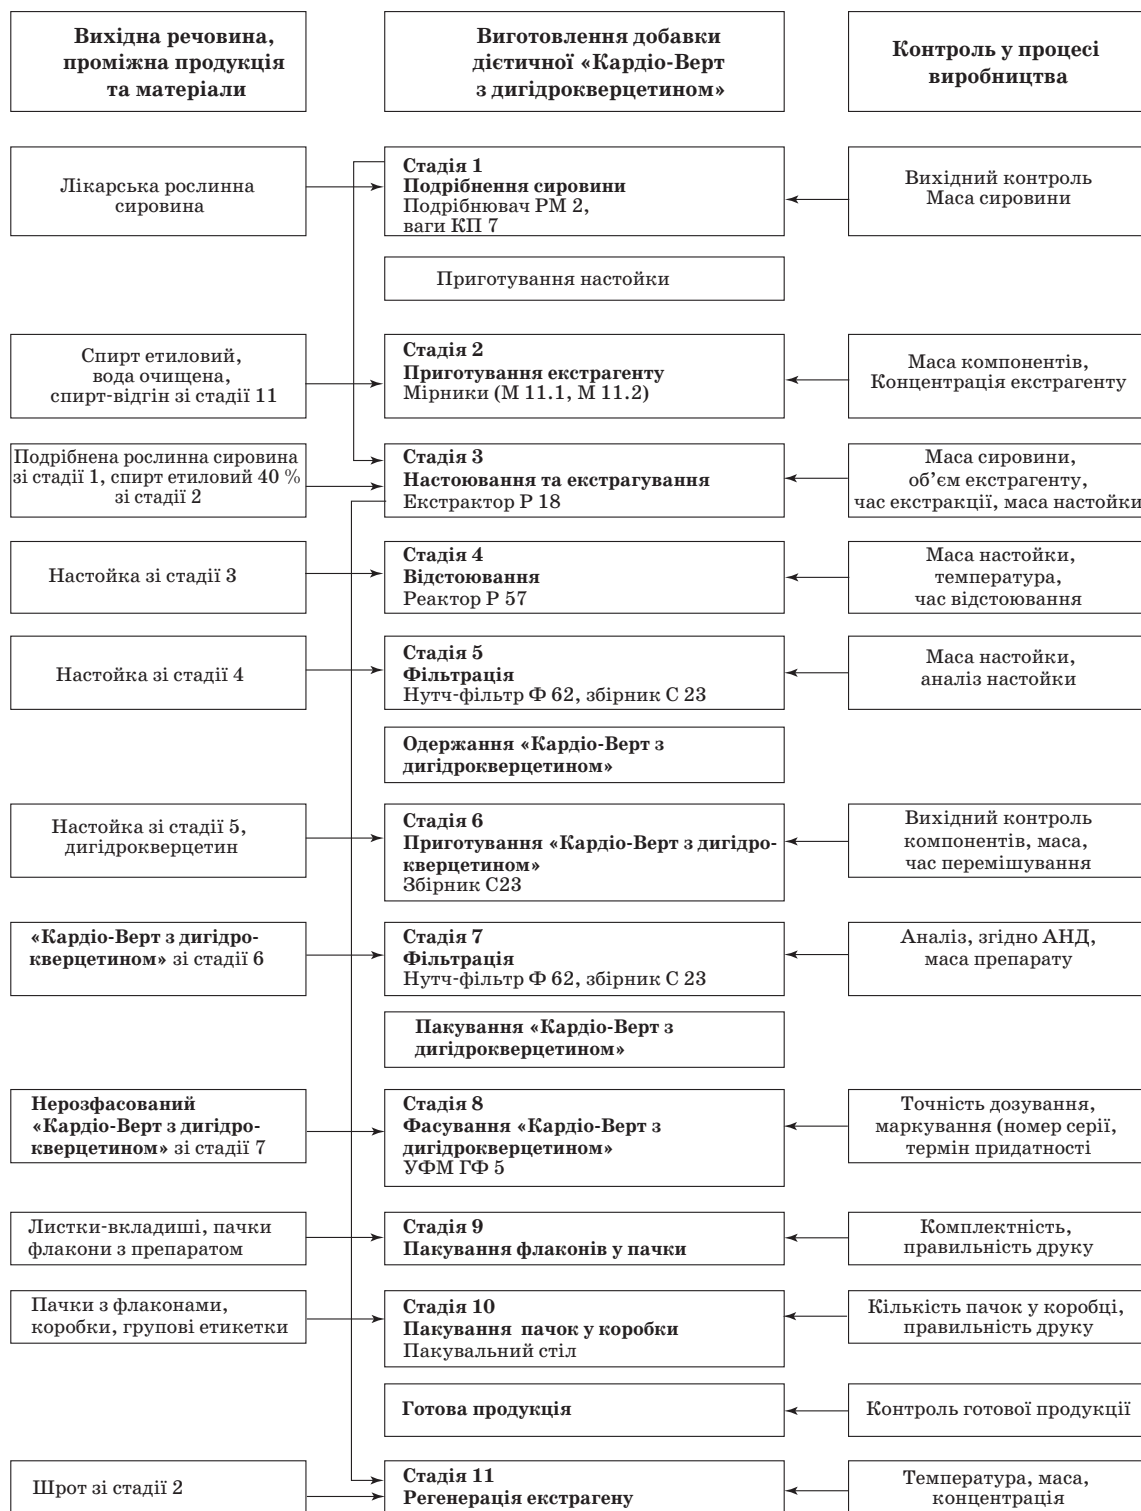 Вихідна речовина,
проміжна продукція
та матеріали
Виготовлення добавки
дієтичної «Кардіо-Верт
з дигідрокверцетином»
Контроль у процесі
виробництва
Лікарська рослинна
сировина
Стадія 1
Подрібнення сировини
Подрібнювач РМ 2,
ваги КП 7
Вихідний контроль
Маса сировини
Приготування настойки
Спирт етиловий,
вода очищена,
спирт-відгін зі стадії 11
Стадія 2
Приготування екстрагенту
Мірники (М 11.1, М 11.2)
Маса компонентів,
Концентрація екстрагенту
Подрібнена рослинна сировина
зі стадії 1, спирт етиловий 40 %
зі стадії 2
Стадія 3
Настоювання та екстрагування
Екстрактор Р 18
Маса сировини,
об’єм екстрагенту,
час екстракції, маса настойки
Настойка зі стадії 3
Стадія 4
Відстоювання
Реактор Р 57
Маса настойки,
температура,
час відстоювання
Настойка зі стадії 4
Стадія 5
Фільтрація
Нутч-фільтр Ф 62, збірник С 23
Маса настойки,
аналіз настойки
Одержання «Кардіо-Верт з
дигідрокверцетином»
Настойка зі стадії 5,
дигідрокверцетин
Стадія 6
Приготування «Кардіо-Верт з дигідро-
кверцетином»
Збірник С23
Вихідний контроль
компонентів, маса,
час перемішування
«Кардіо-Верт з дигідро-
кверцетином» зі стадії 6
Стадія 7
Фільтрація
Нутч-фільтр Ф 62, збірник С 23
Аналіз, згідно АНД,
маса препарату
Пакування «Кардіо-Верт з
дигідрокверцетином»
Нерозфасований
«Кардіо-Верт з дигідро-
кверцетином» зі стадії 7
Стадія 8
Фасування «Кардіо-Верт з
дигідрокверцетином»
УФМ ГФ 5
Точність дозування,
маркування (номер серії,
термін придатності
Листки-вкладиші, пачки
флакони з препаратом
Стадія 9
Пакування флаконів у пачки
Комплектність,
правильність друку
Пачки з флаконами,
коробки, групові етикетки
Стадія 10
Пакування пачок у коробки
Пакувальний стіл
Кількість пачок у коробці,
правильність друку
Готова продукція
Контроль готової продукції
Шрот зі стадії 2
Стадія 11
Регенерація екстрагену
Температура, маса,
концентрація